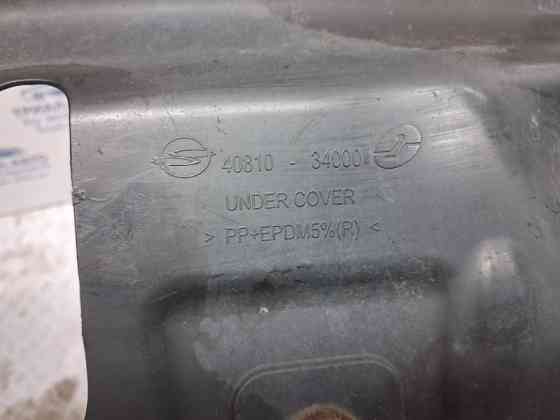 40810 - 34000
UNDER COVER
> PP+EPDM5%(R) <